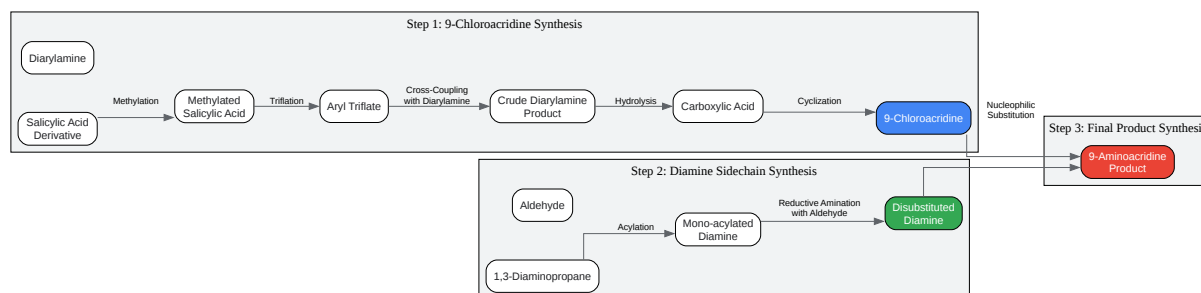 Step 1: 9-Chloroacridine Synthesis
Diarylamine
Salicylic Acid
Derivative
Methylation
Methylated
Salicylic Acid
Triflation
Aryl Triflate
Cross-Coupling
with Diarylamine
Crude Diarylamine
Product
Hydrolysis
Carboxylic Acid
Cyclization
9-Chloroacridine
Nucleophilic
Substitution
Step 3: Final Product Synthesi
9-Aminoacridine
Product
Step 2: Diamine Sidechain Synthesis
Aldehyde
1,3-Diaminopropane
Acylation
Mono-acylated
Diamine
Reductive Amination
with Aldehyde
Disubstituted
Diamine